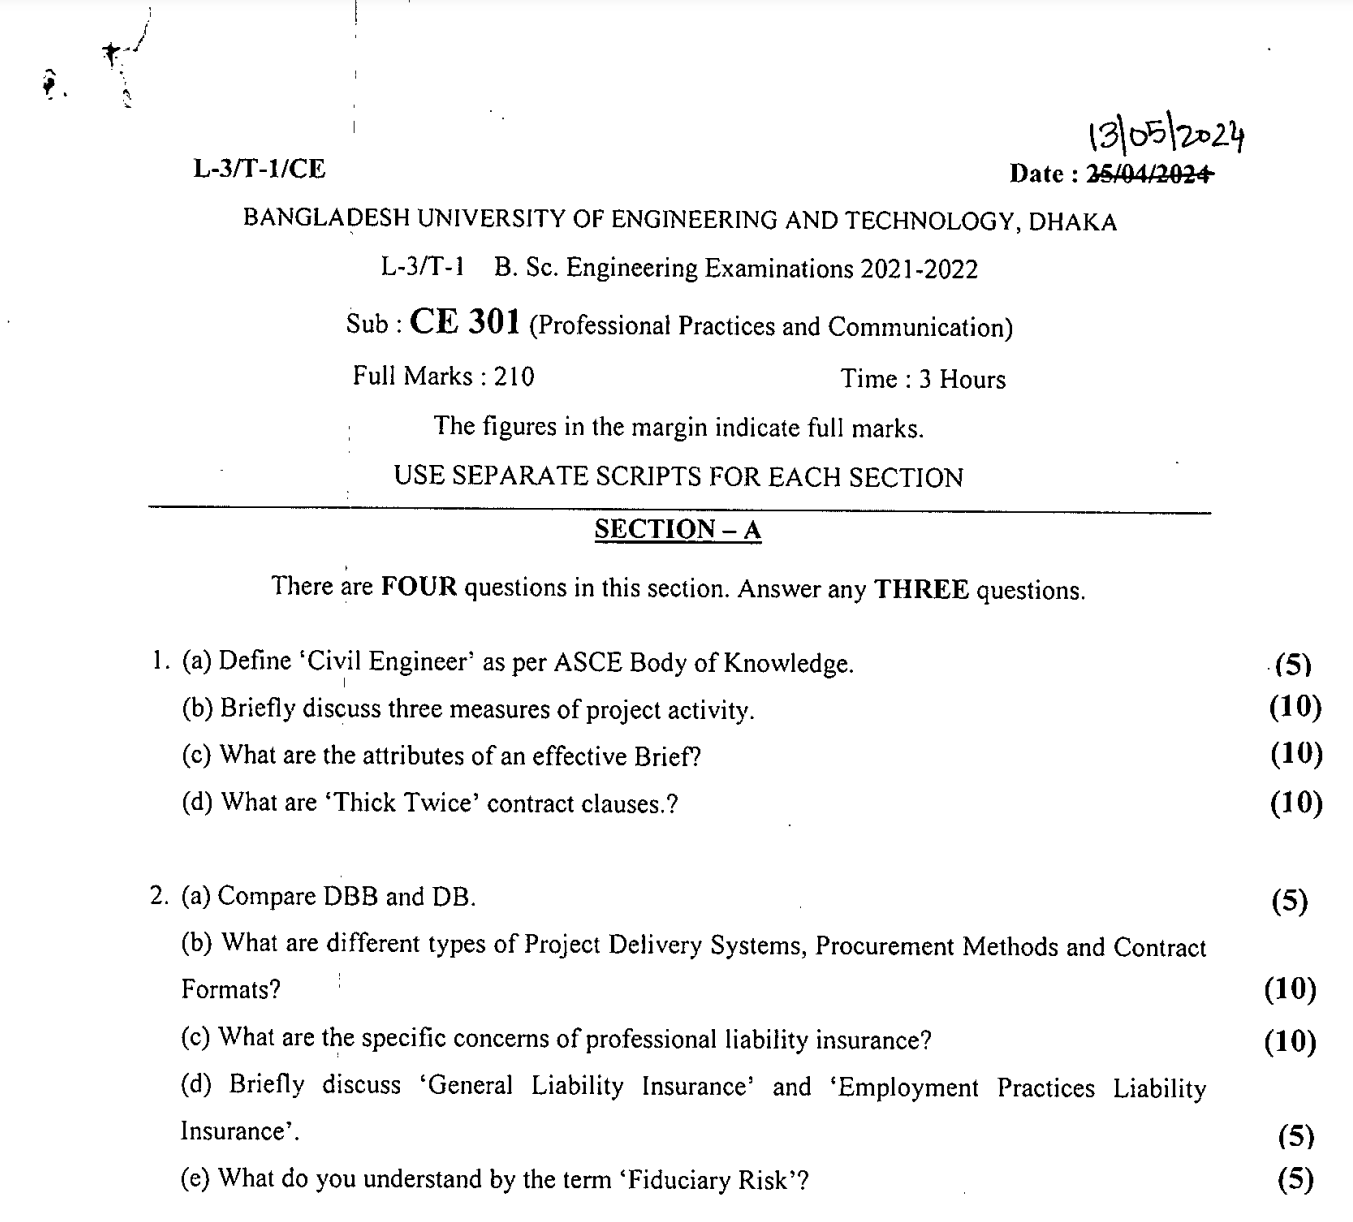 13/05/2024
L-3/T-1/CE Date : 25/04/2024
BANGLADESH UNIVERSITY OF ENGINEERING AND TECHNOLOGY, DHAKA
L-3/T-1 B. Sc. Engineering Examinations 2021-2022
Sub : CE 301 (Professional Practices and Communication)
Full Marks : 210 Time : 3 Hours
The figures in the margin indicate full marks.
USE SEPARATE SCRIPTS FOR EACH SECTION
SECTION – A
There are FOUR questions in this section. Answer any THREE questions.
1. (a) Define ‘Civil Engineer’ as per ASCE Body of Knowledge. (5)
(b) Briefly discuss three measures of project activity. (10)
(c) What are the attributes of an effective Brief? (10)
(d) What are ‘Thick Twice’ contract clauses.? (10)
2. (a) Compare DBB and DB. (5)
(b) What are different types of Project Delivery Systems, Procurement Methods and Contract
Formats? (10)
(c) What are the specific concerns of professional liability insurance? (10)
(d) Briefly discuss ‘General Liability Insurance’ and ‘Employment Practices Liability
Insurance’. (5)
(e) What do you understand by the term ‘Fiduciary Risk’? (5)